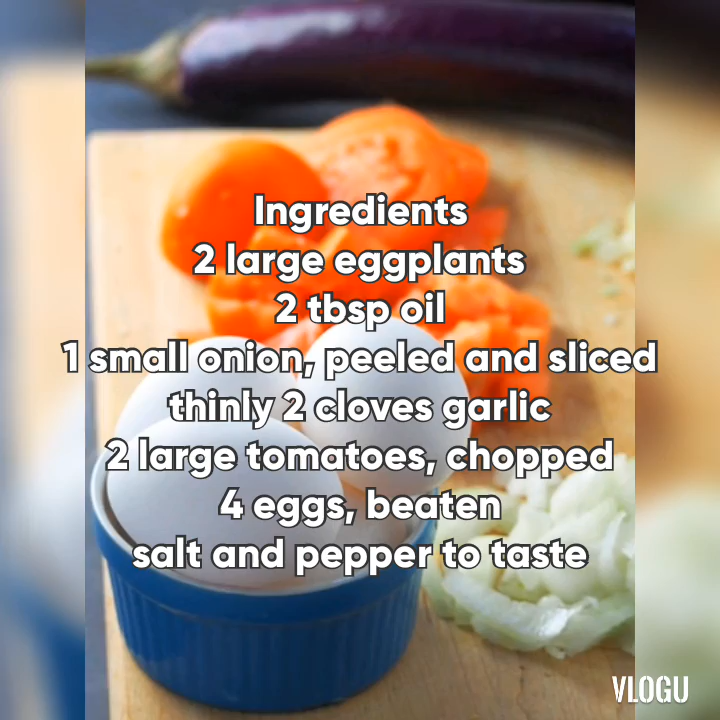 Ingredients
2 large eggplants
2 tbsp oil
1 small onion, peeled and sliced
thinly 2 cloves garlic
2 large tomatoes, chopped
4 eggs, beaten
salt and pepper to taste
VLOGU